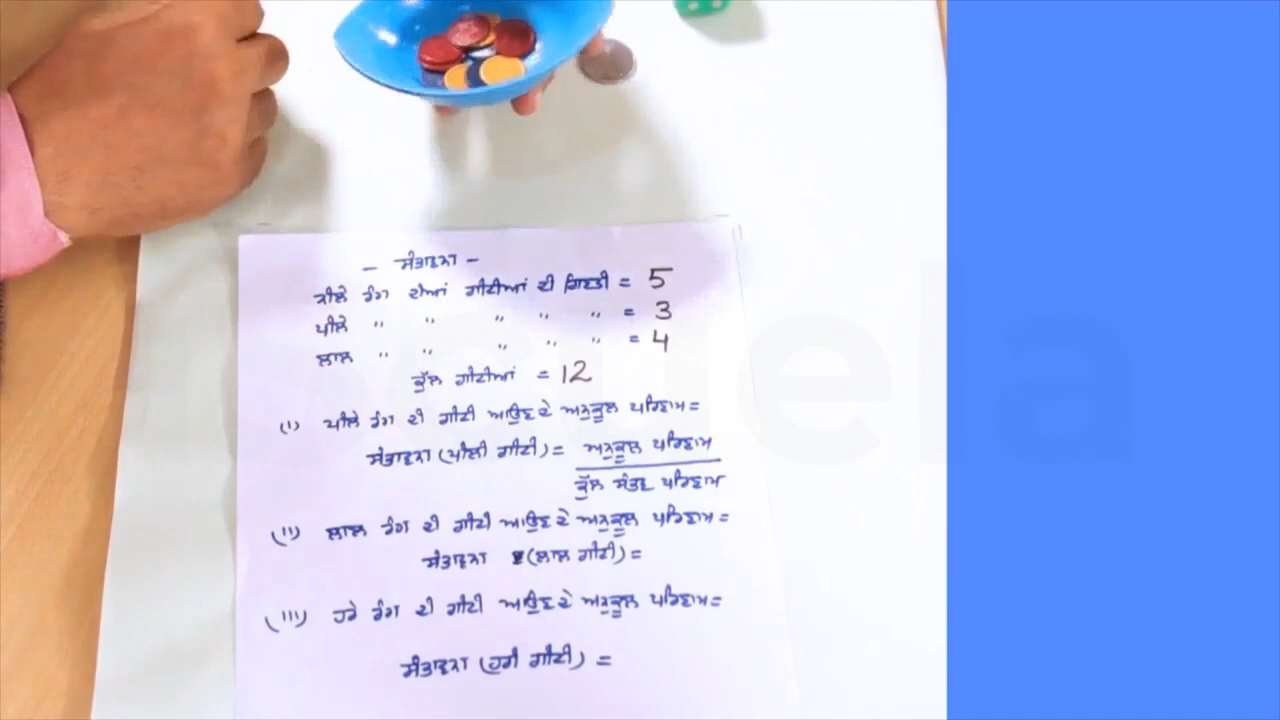 - ਸੰਭਾਵਨਾ -
ਨੀਲੇ ਰੰਗ ਦੀਆਂ ਗੀਟੀਆਂ ਦੀ ਗਿਣਤੀ = 5
ਪੀਲੇ " " " " " = 3
ਲਾਲ " " " " " = 4
ਕੁੱਲ ਗੀਟੀਆਂ = 12
(i) ਪੀਲੇ ਰੰਗ ਦੀ ਗੀਟੀ ਆਉਣ ਦੇ ਅਨੁਕੂਲ ਪਰਿਣਾਮ =
ਸੰਭਾਵਨਾ (ਪੀਲੀ ਗੀਟੀ) = ਅਨੁਕੂਲ ਪਰਿਣਾਮ
ਕੁੱਲ ਸੰਭਵ ਪਰਿਣਾਮ
(ii) ਲਾਲ ਰੰਗ ਦੀ ਗੀਟੀ ਆਉਣ ਦੇ ਅਨੁਕੂਲ ਪਰਿਣਾਮ =
ਸੰਭਾਵਨਾ (ਲਾਲ ਗੀਟੀ) =
(iii) ਹਰੇ ਰੰਗ ਦੀ ਗੀਟੀ ਆਉਣ ਦੇ ਅਨੁਕੂਲ ਪਰਿਣਾਮ =
ਸੰਭਾਵਨਾ (ਹਰੀ ਗੀਟੀ) =